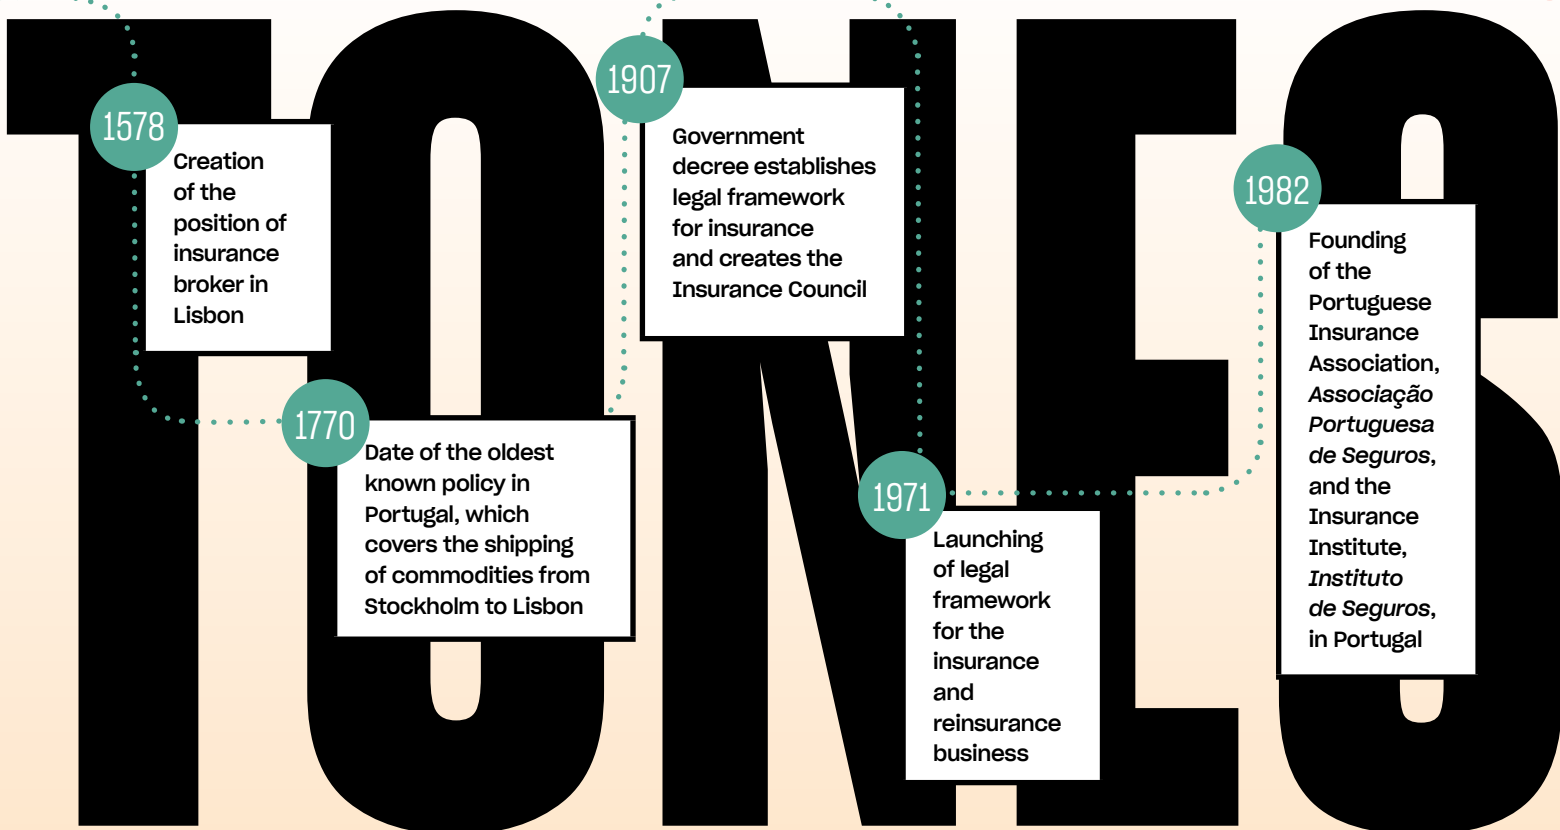 TONES
1578
Creation
of the
position of
insurance
broker in
Lisbon
1770
Date of the oldest
known policy in
Portugal, which
covers the shipping
of commodities from
Stockholm to Lisbon
1907
Government
decree establishes
legal framework
for insurance
and creates the
Insurance Council
1971
Launching
of legal
framework
for the
insurance
and
reinsurance
business
1982
Founding
of the
Portuguese
Insurance
Association,
Associação
Portuguesa
de Seguros,
and the
Insurance
Institute,
Instituto
de Seguros,
in Portugal